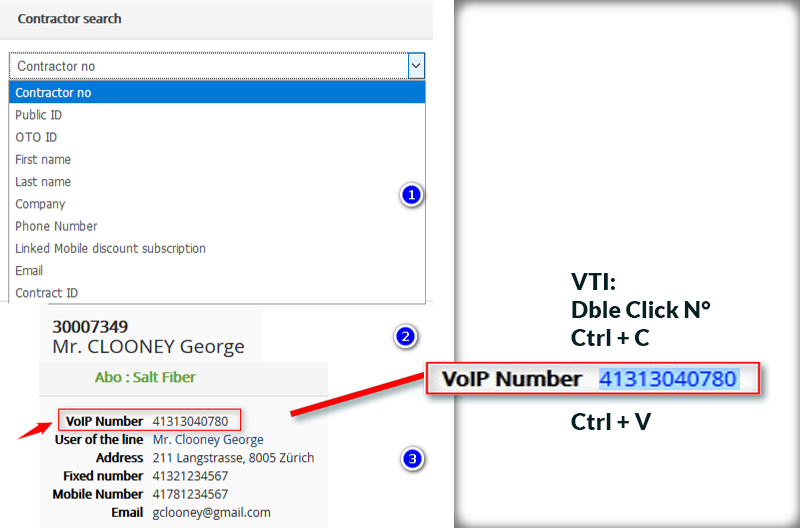 Contractor search
Contractor no
Contractor no
Public ID
OTO ID
First name
Last name
Company
Phone Number
Linked Mobile discount subscription
Email
Contract ID
1
30007349
Mr. CLOONEY George
2
Abo : Salt Fiber
VoIP Number 41313040780
User of the line Mr. Clooney George
Address 211 Langstrasse, 8005 Zürich
Fixed number 41321234567
Mobile Number 41781234567
Email gclooney@gmail.com
3
VTI:
Dble Click N°
Ctrl + C
VoIP Number 41313040780
Ctrl + V